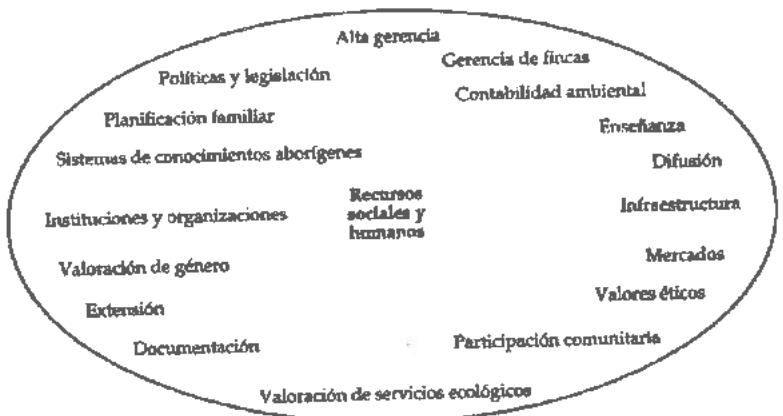 Alta gerencia
Gerencia de fincas
Políticas y legislación
Contabilidad ambiental
Planificación familiar
Enseñanza
Sistemas de conocimientos aborígenes
Difusión
Recursos
sociales y
humanos
Instituciones y organizaciones
Infraestructura
Mercados
Valoración de género
Valores éticos
Extensión
Participación comunitaria
Documentación
Valoración de servicios ecológicos